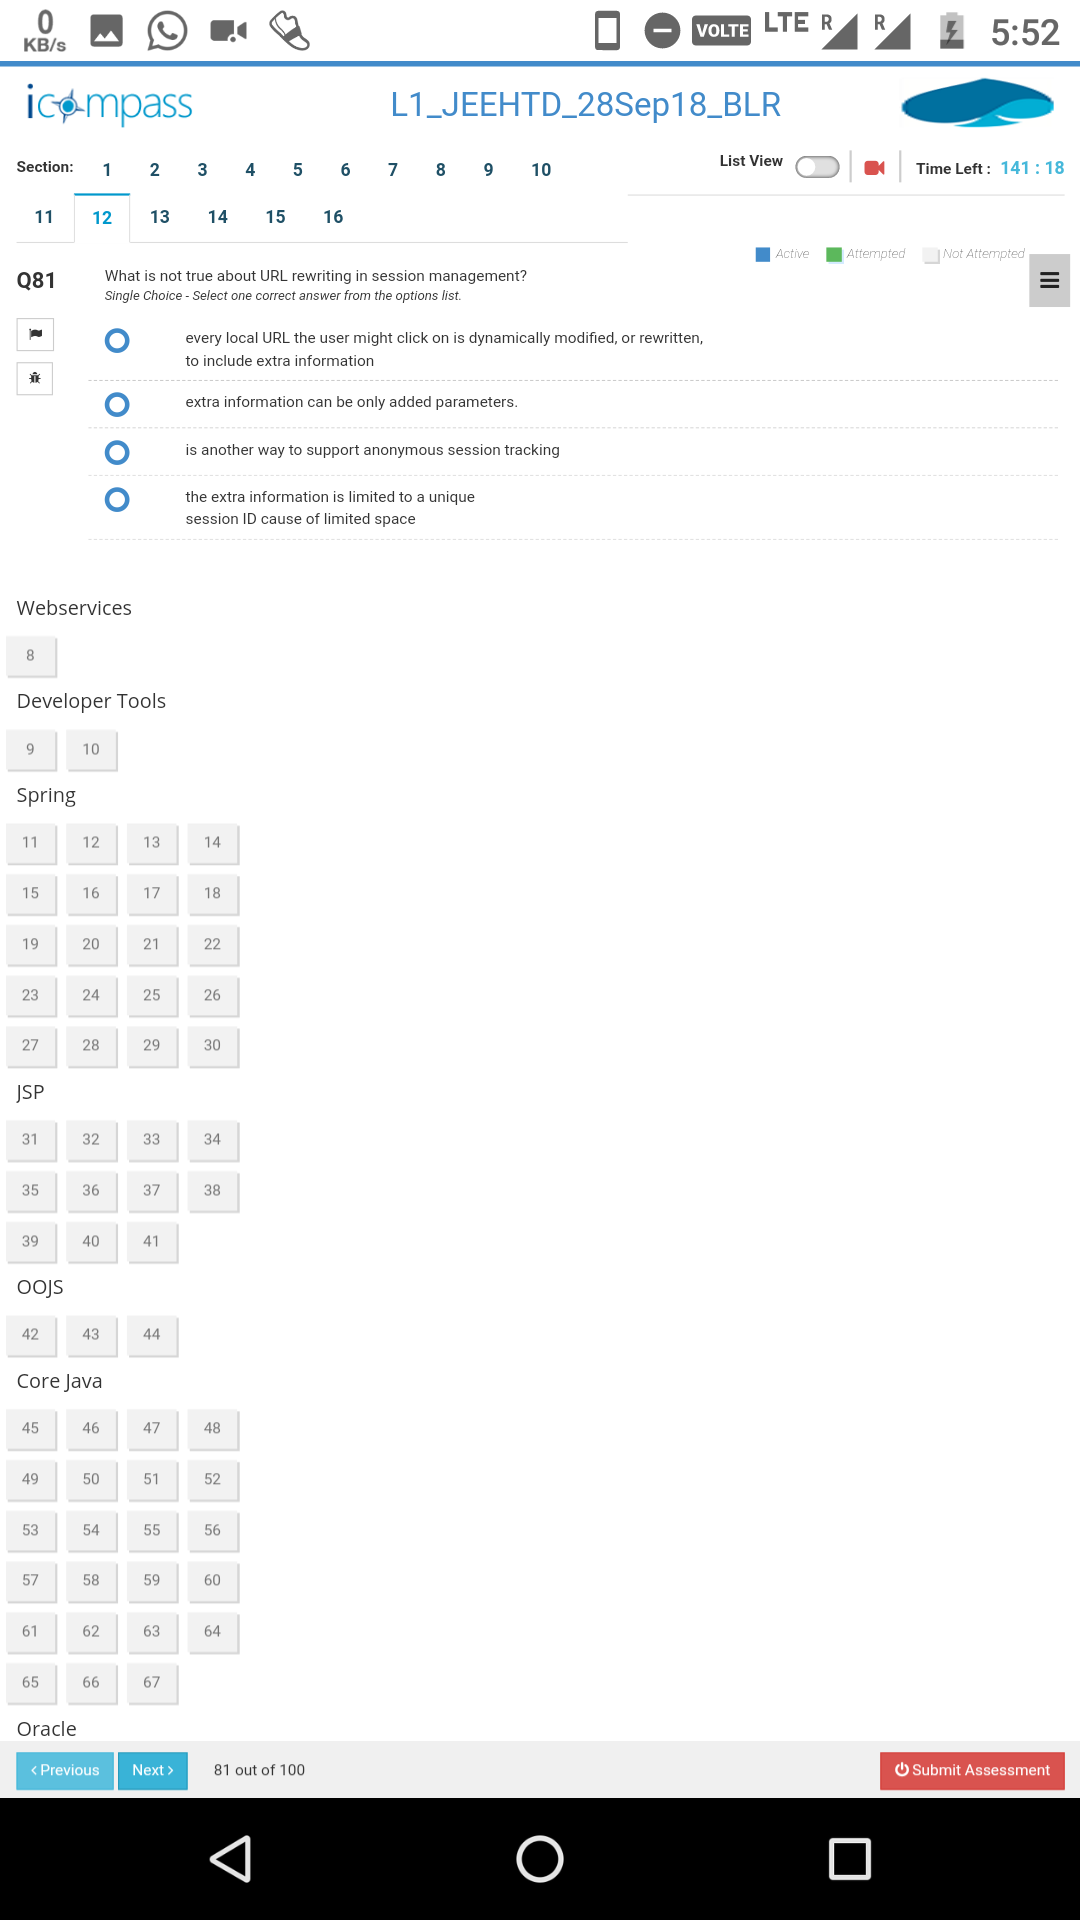 0
KB/s
VOLTE
LTE
R
R
5:52
icompass
L1_JEEHTD_28Sep18_BLR
Section: 1 2 3 4 5 6 7 8 9 10
List View
Time Left : 141 : 18
11 12 13 14 15 16
Active Attempted Not Attempted
Q81
What is not true about URL rewriting in session management?
Single Choice - Select one correct answer from the options list.
every local URL the user might click on is dynamically modified, or rewritten,
to include extra information
extra information can be only added parameters.
is another way to support anonymous session tracking
the extra information is limited to a unique
session ID cause of limited space
Webservices
8
Developer Tools
9 10
Spring
11 12 13 14
15 16 17 18
19 20 21 22
23 24 25 26
27 28 29 30
JSP
31 32 33 34
35 36 37 38
39 40 41
OOJS
42 43 44
Core Java
45 46 47 48
49 50 51 52
53 54 55 56
57 58 59 60
61 62 63 64
65 66 67
Oracle
Previous Next 81 out of 100 Submit Assessment